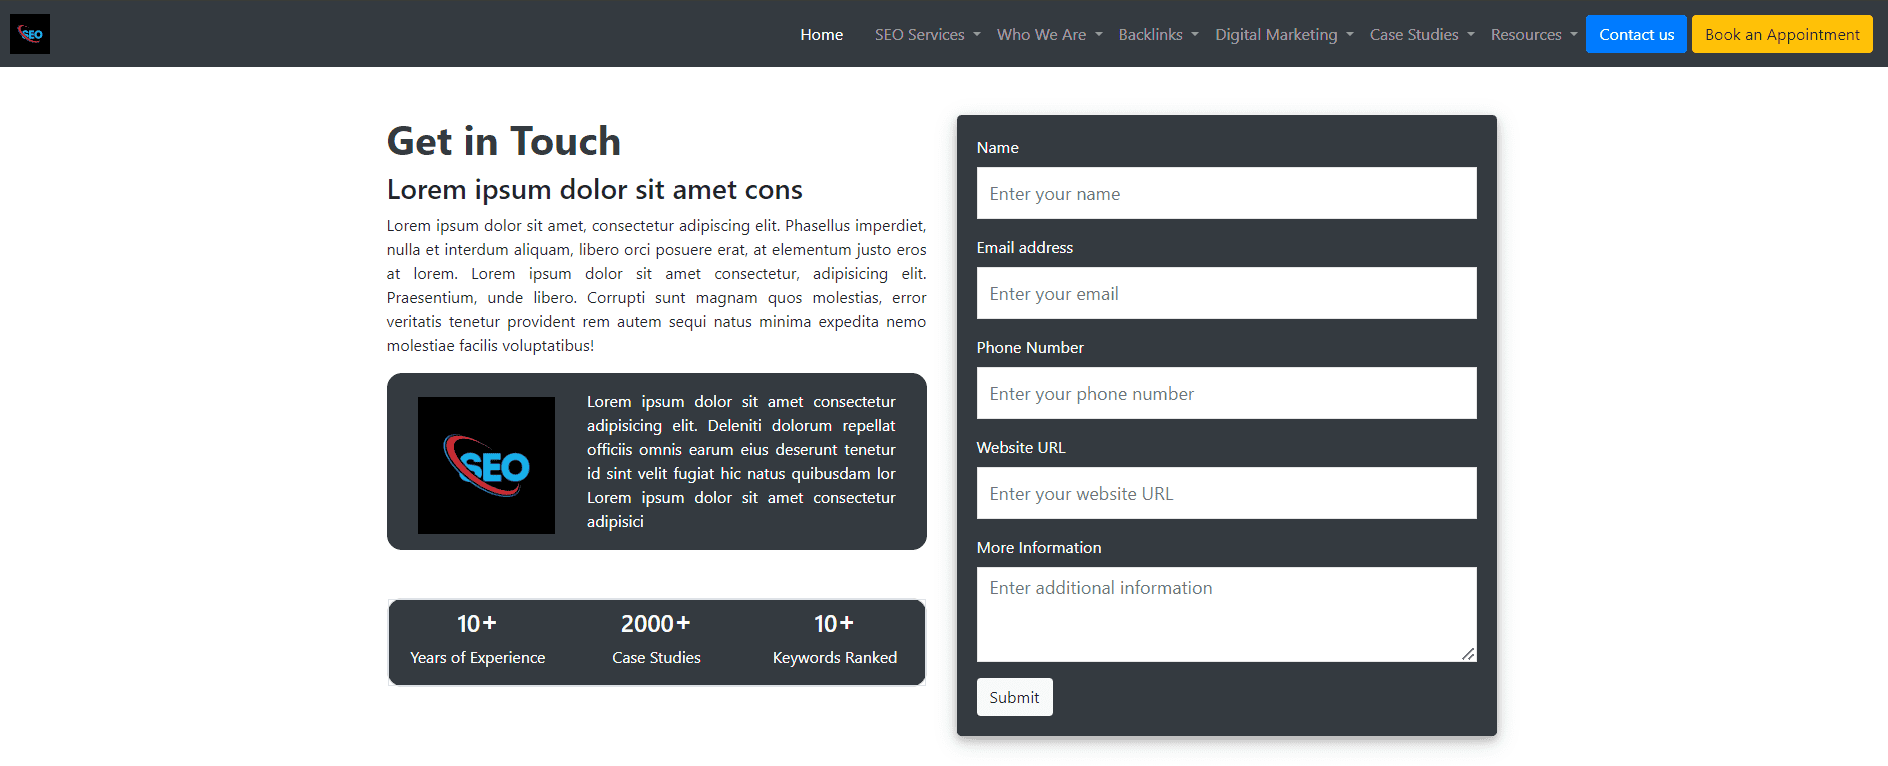 SEO
Home SEO Services Who We Are Backlinks Digital Marketing Case Studies Resources Contact us Book an Appointment
Get in Touch
Lorem ipsum dolor sit amet cons
Lorem ipsum dolor sit amet, consectetur adipiscing elit. Phasellus imperdiet,
nulla et interdum aliquam, libero orci posuere erat, at elementum justo eros
at lorem. Lorem ipsum dolor sit amet consectetur, adipisicing elit.
Praesentium, unde libero. Corrupti sunt magnam quos molestias, error
veritatis tenetur provident rem autem sequi natus minima expedita nemo
molestiae facilis voluptatibus!
SEO
Lorem ipsum dolor sit amet consectetur
adipisicing elit. Deleniti dolorum repellat
officiis omnis earum eius deserunt tenetur
id sint velit fugiat hic natus quibusdam lor
Lorem ipsum dolor sit amet consectetur
adipisici
10+
Years of Experience
2000+
Case Studies
10+
Keywords Ranked
Name
Enter your name
Email address
Enter your email
Phone Number
Enter your phone number
Website URL
Enter your website URL
More Information
Enter additional information
Submit